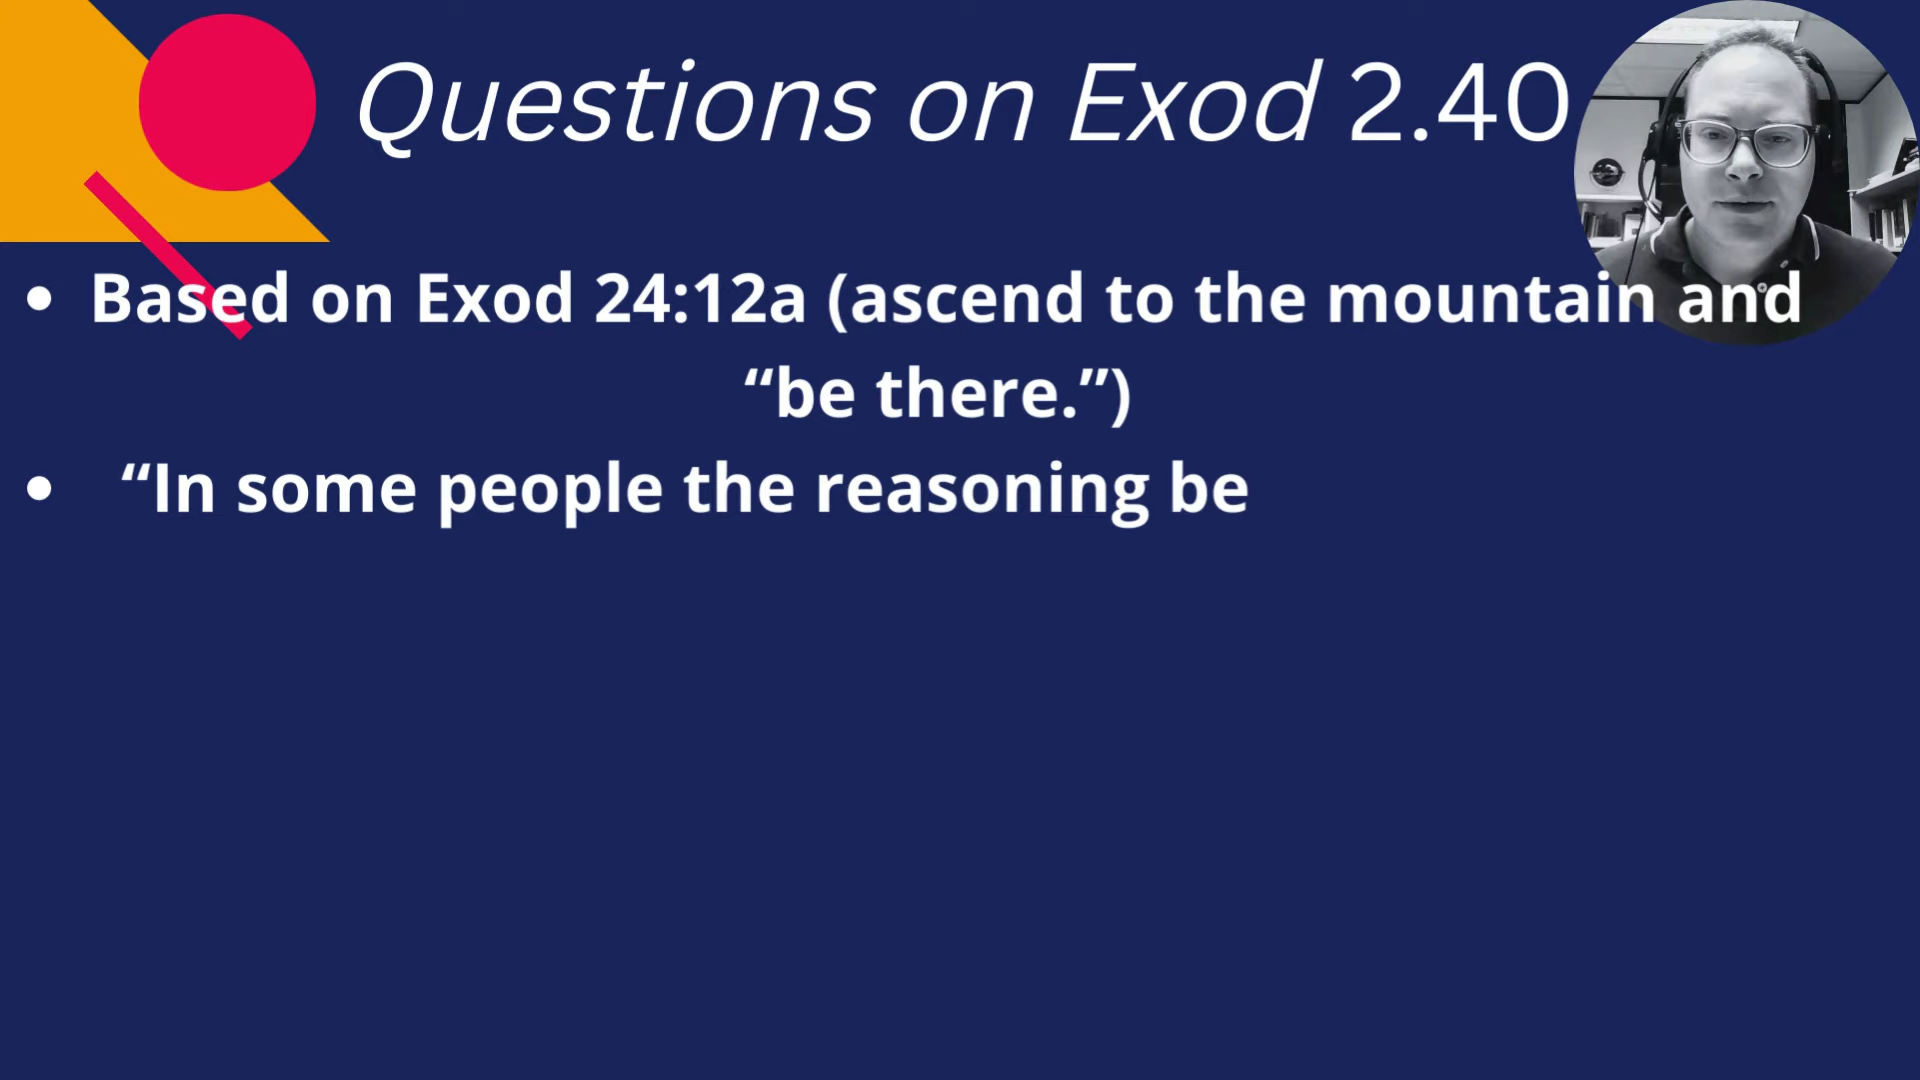 Questions on Exod 2.40
• Based on Exod 24:12a (ascend to the mountain and
“be there.”)
• “In some people the reasoning be